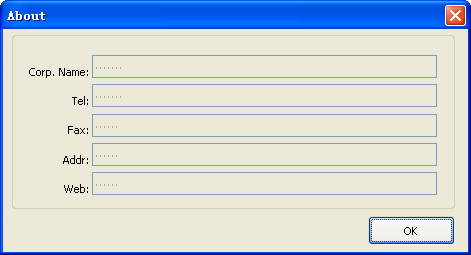 About
Corp. Name: .......
Tel: .......
Fax: ......
Addr: ......
Web: ......
OK